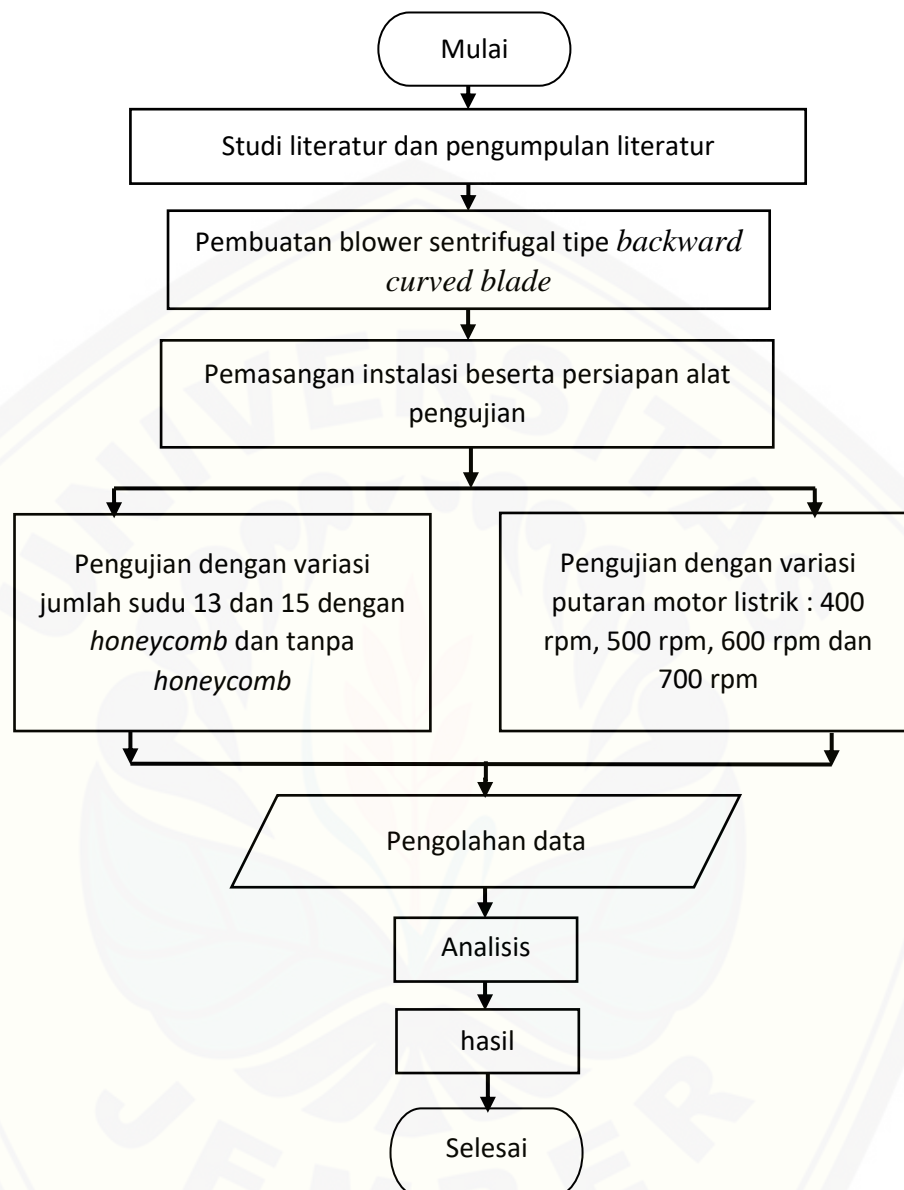 Mulai
Studi literatur dan pengumpulan literatur
Pembuatan blower sentrifugal tipe backward
curved blade
Pemasangan instalasi beserta persiapan alat
pengujian
Pengujian dengan variasi
jumlah sudu 13 dan 15 dengan
honeycomb dan tanpa
honeycomb
Pengujian dengan variasi
putaran motor listrik : 400
rpm, 500 rpm, 600 rpm dan
700 rpm
Pengolahan data
Analisis
hasil
Selesai
UNIVERSITAS
JEMBER